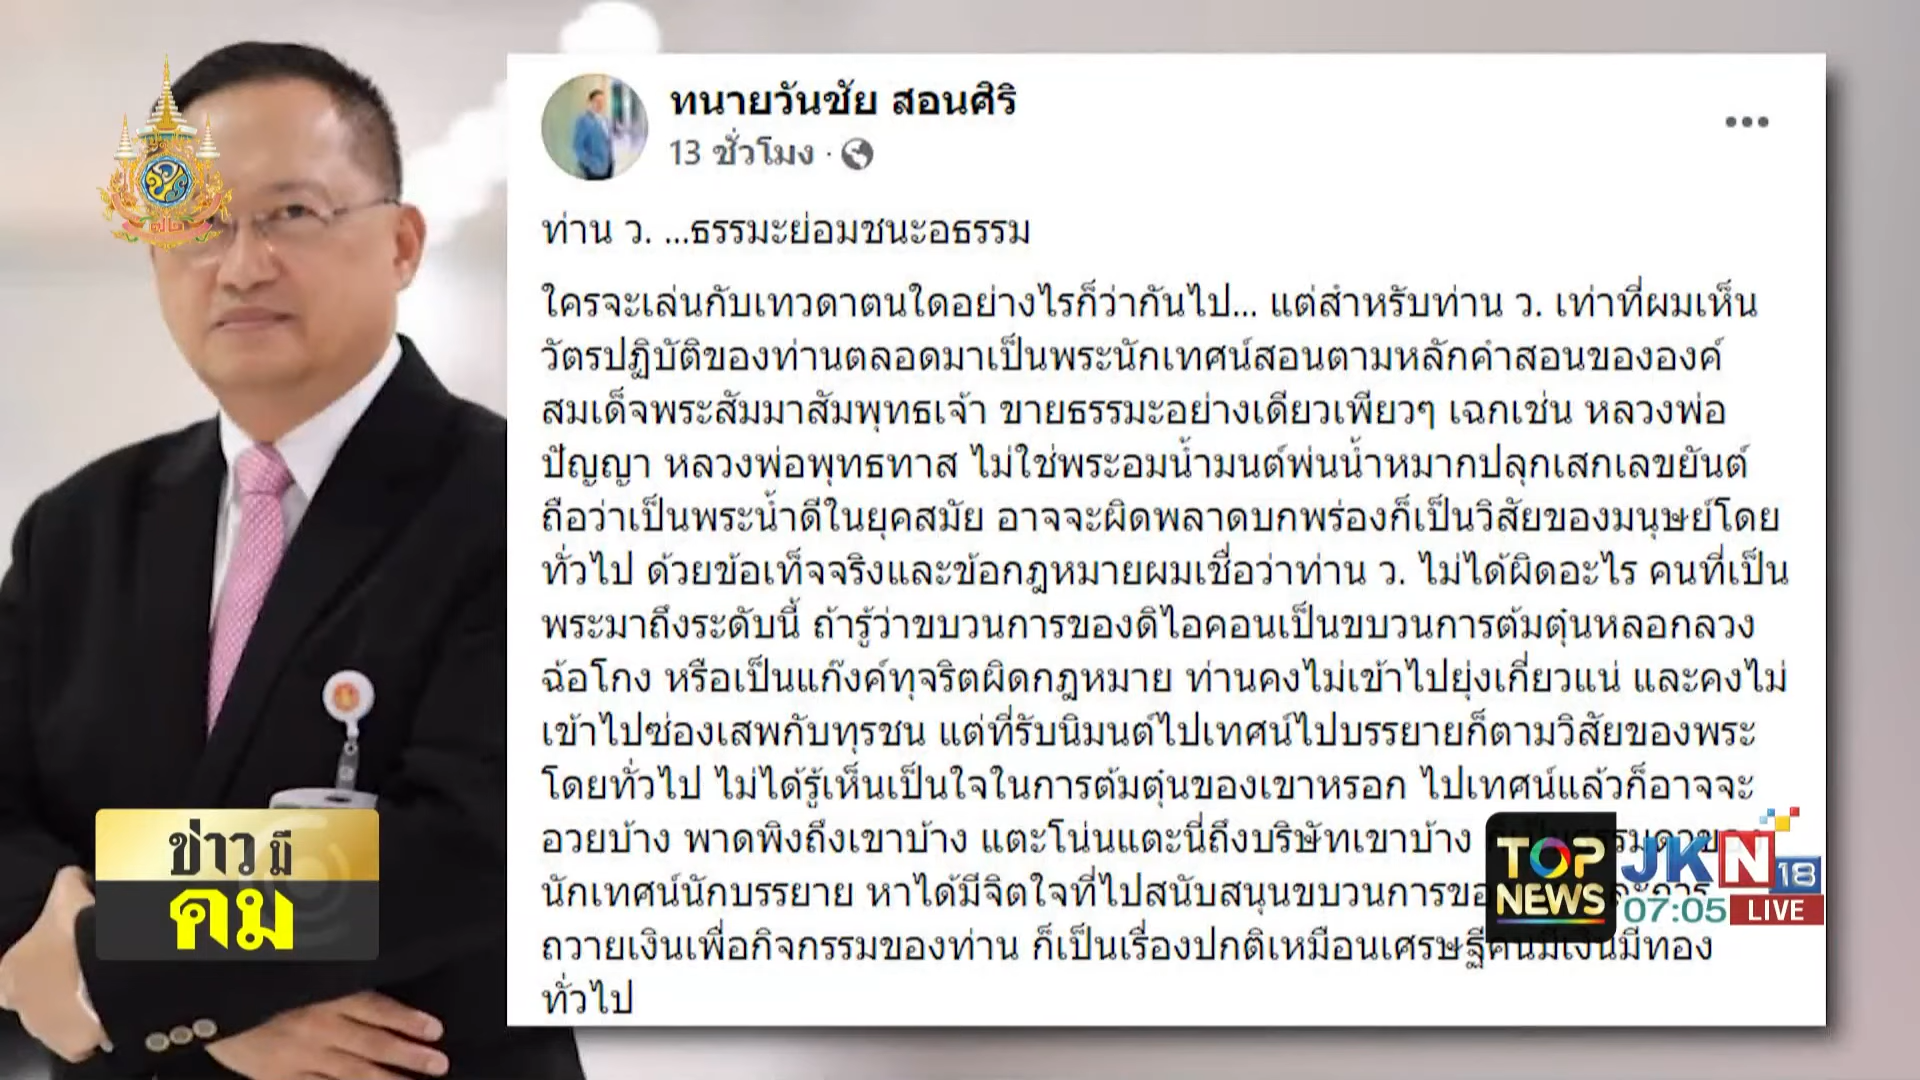 ทนายวันชัย สอนศิริ
13 ชั่วโมง ·
ท่าน ว. ...ธรรมะย่อมชนะอธรรม
ใครจะเล่นกับเทวดาตนใดอย่างไรก็ว่ากันไป... แต่สำหรับท่าน ว. เท่าที่ผมเห็น
วัตรปฏิบัติของท่านตลอดมาเป็นพระนักเทศน์สอนตามหลักคำสอนขององค์
สมเด็จพระสัมมาสัมพุทธเจ้า ขายธรรมะอย่างเดียวเพียวๆ เฉกเช่น หลวงพ่อ
ปัญญา หลวงพ่อพุทธทาส ไม่ใช่พระอมน้ำมนต์พ่นน้ำหมากปลุกเสกเลขยันต์
ถือว่าเป็นพระน้ำดีในยุคสมัย อาจจะผิดพลาดบกพร่องก็เป็นวิสัยของมนุษย์โดย
ทั่วไป ด้วยข้อเท็จจริงและข้อกฎหมายผมเชื่อว่าท่าน ว. ไม่ได้ผิดอะไร คนที่เป็น
พระมาถึงระดับนี้ ถ้ารู้ว่าขบวนการของดิไอคอนเป็นขบวนการต้มตุ๋นหลอกลวง
ฉ้อโกง หรือเป็นแก๊งค์ทุจริตผิดกฎหมาย ท่านคงไม่เข้าไปยุ่งเกี่ยวแน่ และคงไม่
เข้าไปซ่องเสพกับทุรชน แต่ที่รับนิมนต์ไปเทศน์ไปบรรยายก็ตามวิสัยของพระ
โดยทั่วไป ไม่ได้รู้เห็นเป็นใจในการต้มตุ๋นของเขาหรอก ไปเทศน์แล้วก็อาจจะ
อวยบ้าง พาดพิงถึงเขาบ้าง แตะโน่นแตะนี่ถึงบริษัทเขาบ้าง
นักเทศน์นักบรรยาย หาได้มีจิตใจที่ไปสนับสนุนขบวนการ
ถวายเงินเพื่อกิจกรรมของท่าน ก็เป็นเรื่องปกติเหมือนเศรษฐีคนมีเงินมีทอง
ทั่วไป
ข่าวมี
คม
TOP
NEWS
JKN 18
07:05 LIVE